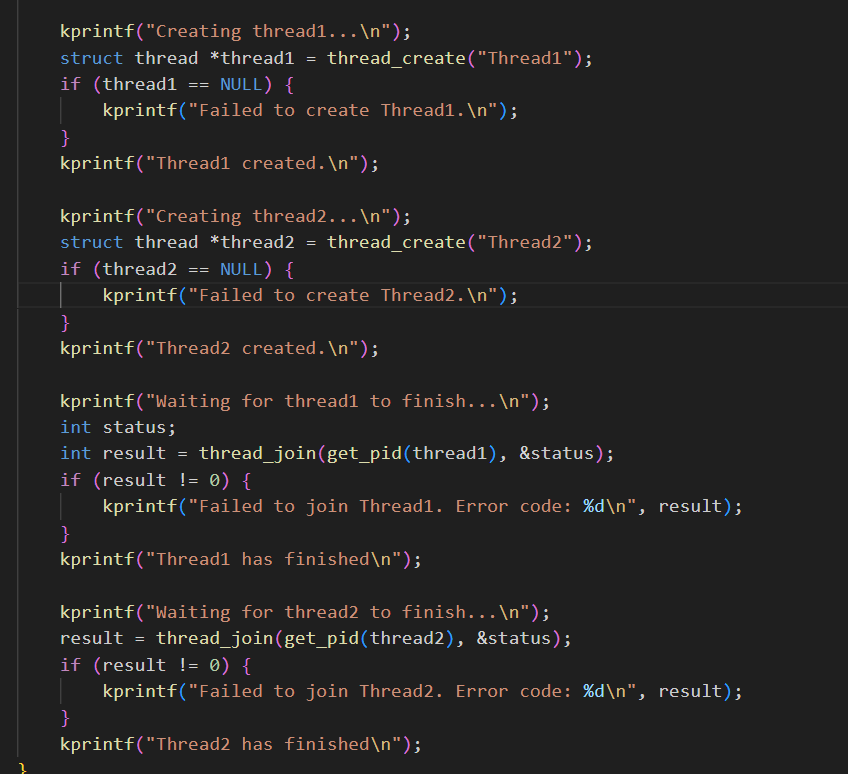 kprintf("Creating thread1...\n");
struct thread *thread1 = thread_create("Thread1");
if (thread1 == NULL) {
kprintf("Failed to create Thread1.\n");
}
kprintf("Thread1 created.\n");
kprintf("Creating thread2...\n");
struct thread *thread2 = thread_create("Thread2");
if (thread2 == NULL) {
kprintf("Failed to create Thread2.\n");
}
kprintf("Thread2 created.\n");
kprintf("Waiting for thread1 to finish...\n");
int status;
int result = thread_join(get_pid(thread1), &status);
if (result != 0) {
kprintf("Failed to join Thread1. Error code: %d\n", result);
}
kprintf("Thread1 has finished\n");
kprintf("Waiting for thread2 to finish...\n");
result = thread_join(get_pid(thread2), &status);
if (result != 0) {
kprintf("Failed to join Thread2. Error code: %d\n", result);
}
kprintf("Thread2 has finished\n");
}